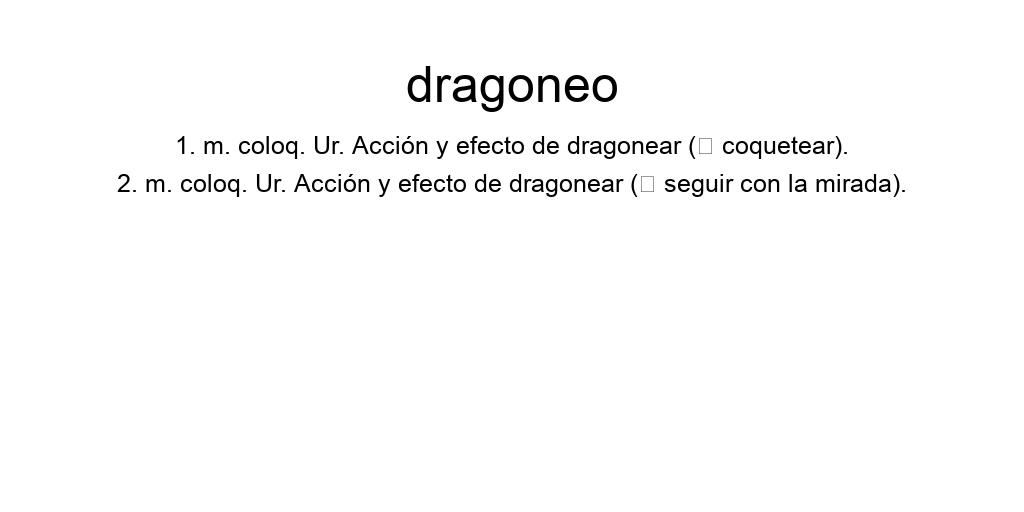 dragoneo
1. m. coloq. Ur. Acción y efecto de dragonear (□ coquetear).
2. m. coloq. Ur. Acción y efecto de dragonear (□ seguir con la mirada).